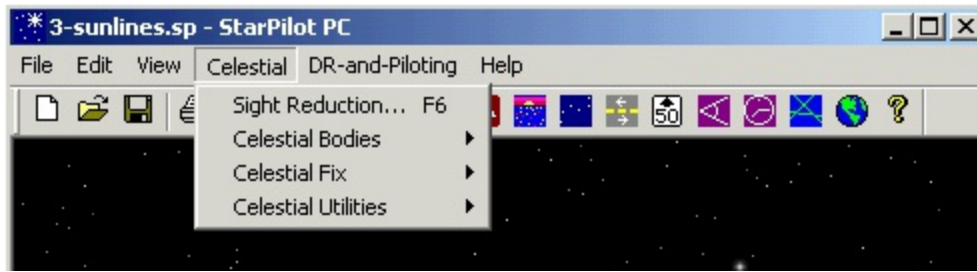 3-sunlines.sp - StarPilot PC
File Edit View Celestial DR-and-Piloting Help
50 ?
Sight Reduction... F6
Celestial Bodies
Celestial Fix
Celestial Utilities